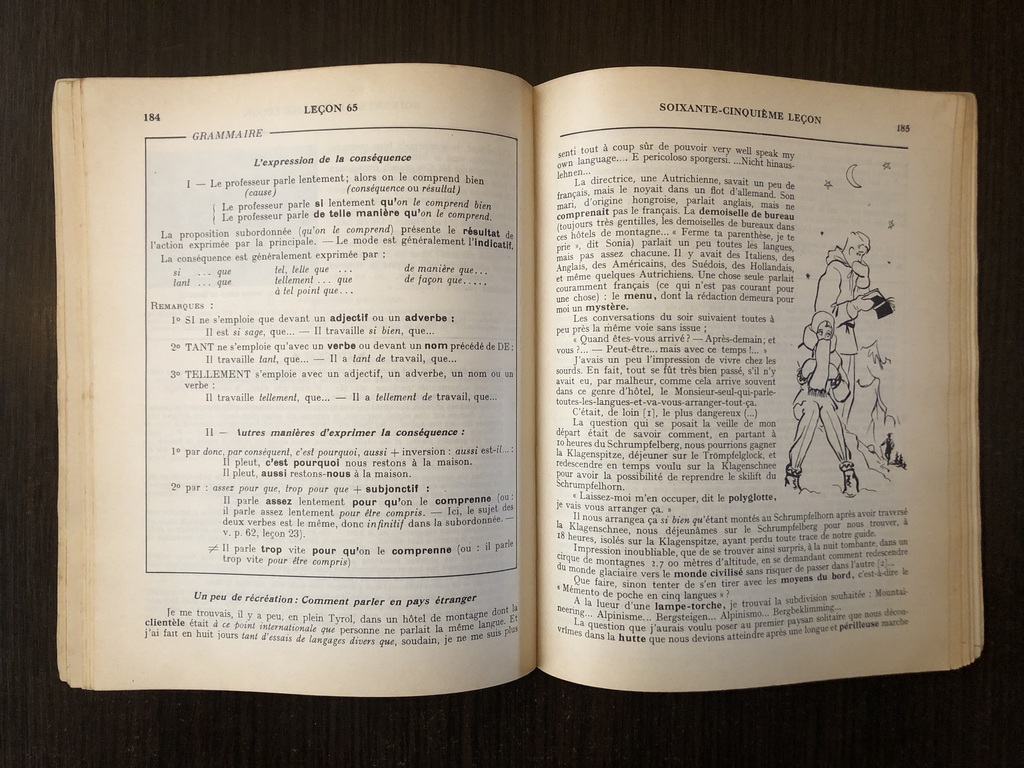 184
LEÇON 65
GRAMMAIRE
L'expression de la conséquence
I — Le professeur parle lentement; alors on le comprend bien
(cause) (conséquence ou résultat)
Le professeur parle si lentement qu'on le comprend bien
Le professeur parle de telle manière qu'on le comprend.
La proposition subordonnée (qu'on le comprend) présente le résultat de
l'action exprimée par la principale. — Le mode est généralement l'indicatif.
La conséquence est généralement exprimée par :
si ... que tel, telle que ... de manière que...
tant ... que tellement ... que de façon que.....
à tel point que...
REMARQUES :
1º SI ne s'emploie que devant un adjectif ou un adverbe :
Il est si sage, que... — Il travaille si bien, que...
2º TANT ne s'emploie qu'avec un verbe ou devant un nom précédé de DE:
Il travaille tant, que... — Il a tant de travail, que...
3º TELLEMENT s'emploie avec un adjectif, un adverbe, un nom ou un
verbe :
Il travaille tellement, que... — Il a tellement de travail, que...
II — Autres manières d'exprimer la conséquence :
1º par donc, par conséquent, c'est pourquoi, aussi + inversion : aussi est-il... :
Il pleut, c'est pourquoi nous restons à la maison.
Il pleut, aussi restons-nous à la maison.
2º par : assez pour que, trop pour que + subjonctif :
Il parle assez lentement pour qu'on le comprenne (ou :
il parle assez lentement pour être compris. — Ici, le sujet des
deux verbes est le même, donc infinitif dans la subordonnée. —
v. p. 62, leçon 23).
≠ Il parle trop vite pour qu'on le comprenne (ou : il parle
trop vite pour être compris)
Un peu de récréation : Comment parler en pays étranger
Je me trouvais, il y a peu, en plein Tyrol, dans un hôtel de montagne dont la
clientèle était à ce point internationale que personne ne parlait la même langue. Et
j'ai fait en huit jours tant d'essais de langages divers que, soudain, je ne me suis plus
SOIXANTE-CINQUIÈME LEÇON
185
senti tout à coup sûr de pouvoir very well speak my
own language.... E pericoloso sporgersi. ...Nicht hinaus-
lehnen...
La directrice, une Autrichienne, savait un peu de
français, mais le noyait dans un flot d'allemand. Son
mari, d'origine hongroise, parlait anglais, mais ne
comprenait pas le français. La demoiselle de bureau
(toujours très gentilles, les demoiselles de bureaux dans
ces hôtels de montagne... « Ferme ta parenthèse, je te
prie », dit Sonia) parlait un peu toutes les langues,
mais pas assez chacune. Il y avait des Italiens, des
Anglais, des Américains, des Suédois, des Hollandais,
et même quelques Autrichiens. Une chose seule parlait
couramment français (ce qui n'est pas courant pour
une chose) : le menu, dont la rédaction demeura pour
moi un mystère.
Les conversations du soir suivaient toutes à
peu près la même voie sans issue ;
« Quand êtes-vous arrivé? — Après-demain; et
vous ?... — Peut-être... mais avec ce temps !... »
J'avais un peu l'impression de vivre chez les
sourds. En fait, tout se fût très bien passé, s'il n'y
avait eu, par malheur, comme cela arrive souvent
dans ce genre d'hôtel, le Monsieur-seul-qui-parle-
toutes-les-langues-et-va-vous-arranger-tout-ça.
C'était, de loin [1], le plus dangereux (...)
La question qui se posait la veille de mon
départ était de savoir comment, en partant à
10 heures du Schrumpfelberg, nous pourrions gagner
la Klagenspitze, déjeuner sur le Trömpfelglock, et
redescendre en temps voulu sur la Klagenschnee
pour avoir la possibilité de reprendre le skilift du
Schrumpfelhorn.
« Laissez-moi m'en occuper, dit le polyglotte,
je vais vous arranger ça. »
Il nous arrangea ça si bien qu'étant montés au Schrumpfelhorn après avoir traversé
la Klagenschnee, nous déjeunâmes sur le Schrumpfelberg pour nous trouver, à
18 heures, isolés sur la Klagenspitze, ayant perdu toute trace de notre guide.
Impression inoubliable, que de se trouver ainsi surpris, à la nuit tombante, dans un
cirque de montagnes 2.700 mètres d'altitude, en se demandant comment redescendre
du monde glaciaire vers le monde civilisé sans risquer de passer dans l'autre [2]...
Que faire, sinon tenter de s'en tirer avec les moyens du bord, c'est-à-dire le
« Mémento de poche en cinq langues » ?
A la lueur d'une lampe-torche, je trouvai la subdivision souhaitée : Mountai-
neering... Alpinisme... Bergsteigen... Alpinismo... Bergbeklimming...
La question que j'aurais voulu poser au premier paysan solitaire que nous décou-
vrîmes dans la hutte que nous devions atteindre après une longue et périlleuse marche